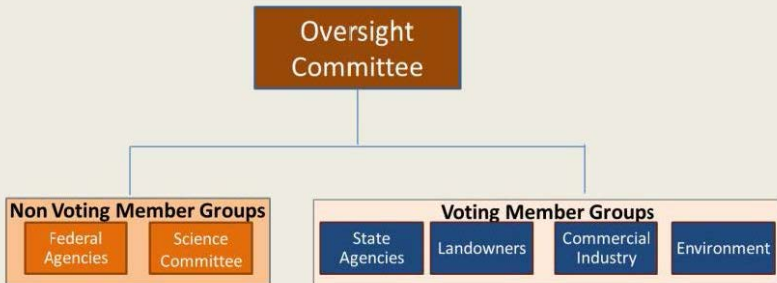 Oversight
Committee
Non Voting Member Groups
Federal
Agencies
Science
Committee
Voting Member Groups
State
Agencies
Landowners
Commercial
Industry
Environment